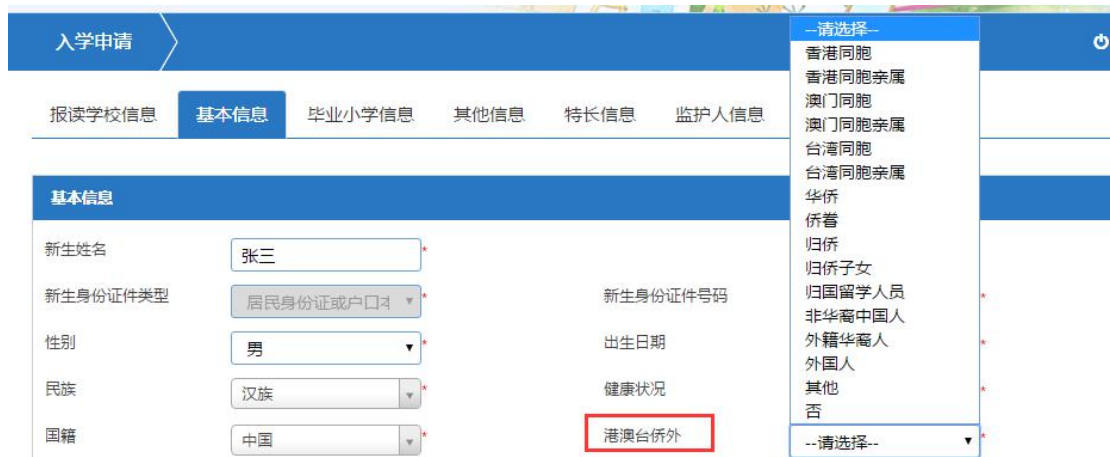 入学申请
报读学校信息 基本信息 毕业小学信息 其他信息 特长信息 监护人信息
--请选择--
香港同胞
香港同胞亲属
澳门同胞
澳门同胞亲属
台湾同胞
台湾同胞亲属
华侨
侨眷
归侨
归侨子女
归国留学人员
非华裔中国人
外籍华裔人
外国人
其他
否
基本信息
新生姓名 张三 *
新生身份证件类型 居民身份证或户口本 * 新生身份证件号码 *
性别 男 * 出生日期 *
民族 汉族 * 健康状况 *
国籍 中国 * 港澳台侨外 --请选择-- *